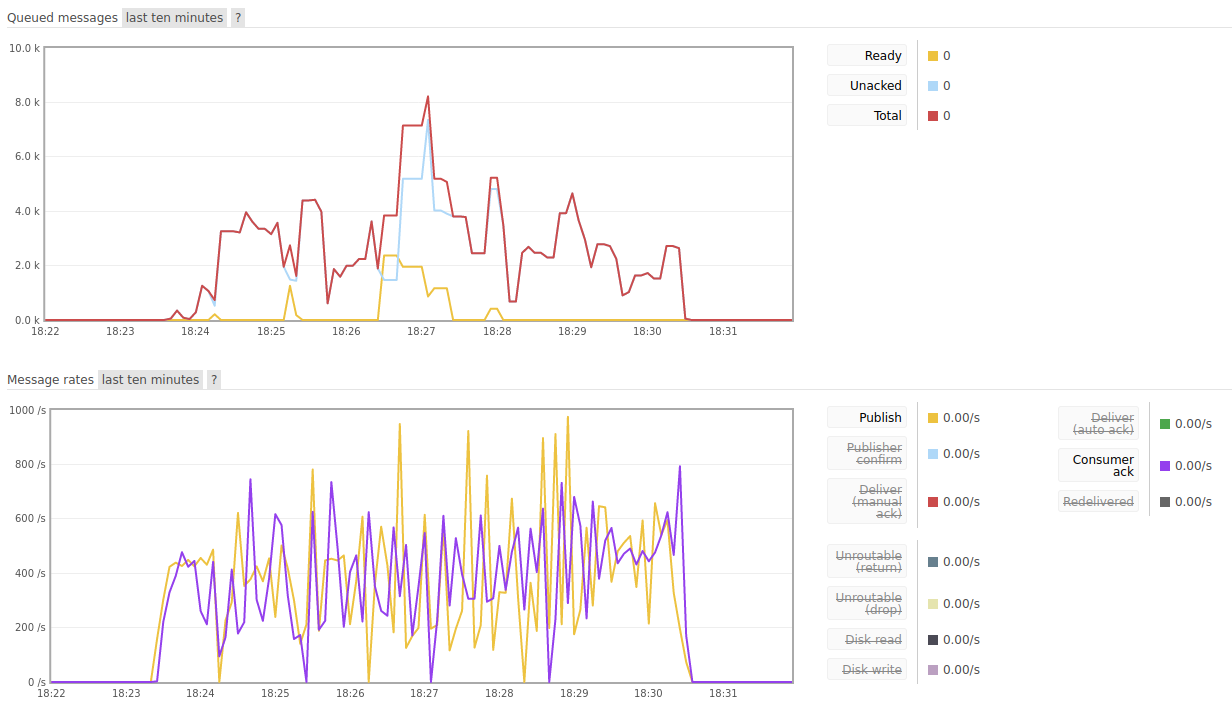 Queued messages last ten minutes ?
10.0 k
8.0 k
6.0 k
4.0 k
2.0 k
0.0 k
18:22 18:23 18:24 18:25 18:26 18:27 18:28 18:29 18:30 18:31
Ready 0
Unacked 0
Total 0
Message rates last ten minutes ?
1000 /s
800 /s
600 /s
400 /s
200 /s
0 /s
18:22 18:23 18:24 18:25 18:26 18:27 18:28 18:29 18:30 18:31
Publish 0.00/s
Publisher
confirm 0.00/s
Deliver
(manual
ack) 0.00/s
Unroutable
(return) 0.00/s
Unroutable
(drop) 0.00/s
Disk read 0.00/s
Disk write 0.00/s
Deliver
(auto ack) 0.00/s
Consumer
ack 0.00/s
Redelivered 0.00/s